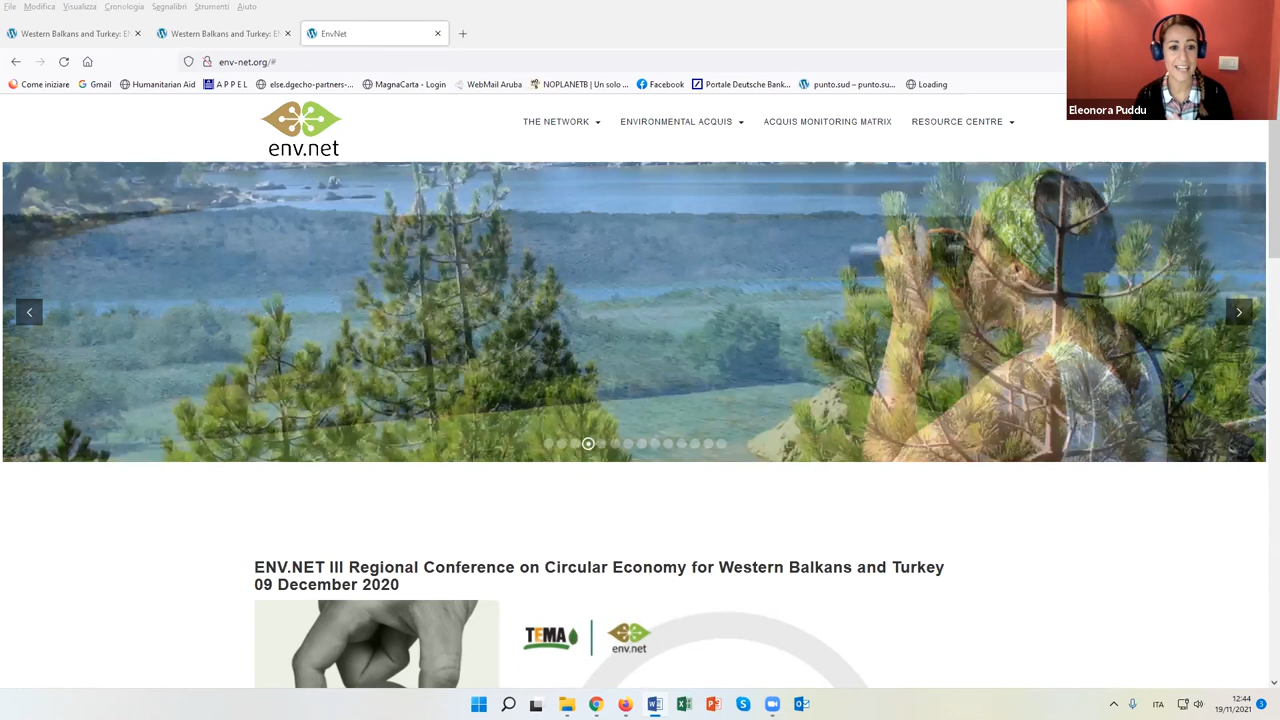 File Modifica Visualizza Cronologia Segnalibri Strumenti Aiuto
Western Balkans and Turkey: EN Western Balkans and Turkey: EN EnvNet
env-net.org/#
Come iniziare Gmail Humanitarian Aid A P P E L else.dgecho-partners-... MagnaCarta - Login WebMail Aruba NOPLANETB | Un solo ... Facebook Portale Deutsche Bank... punto.sud – punto.su... Loading
Eleonora Puddu
env.net
THE NETWORK ENVIRONMENTAL ACQUIS ACQUIS MONITORING MATRIX RESOURCE CENTRE
ENV.NET III Regional Conference on Circular Economy for Western Balkans and Turkey
09 December 2020
TEMA env.net
ITA 12:44
19/11/2021 3